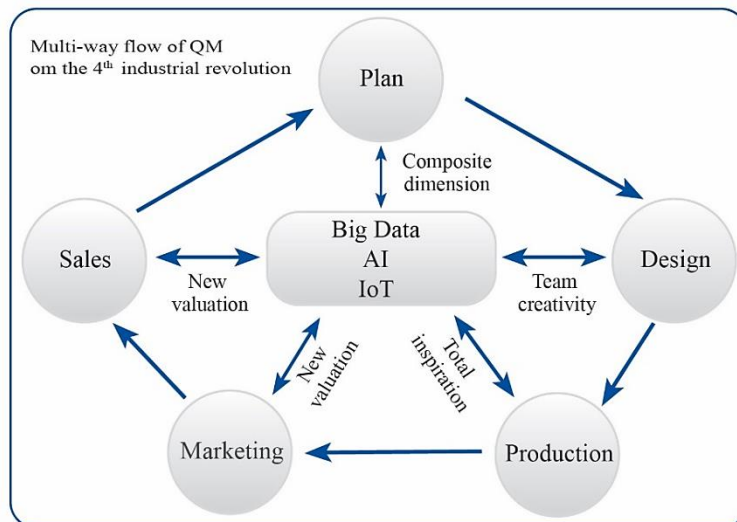 Multi-way flow of QM
om the 4th industrial revolution
Plan
Composite
dimension
Big Data
AI
IoT
Sales
New
valuation
Team
creativity
Design
New
valuation
Total
inspiration
Marketing
Production